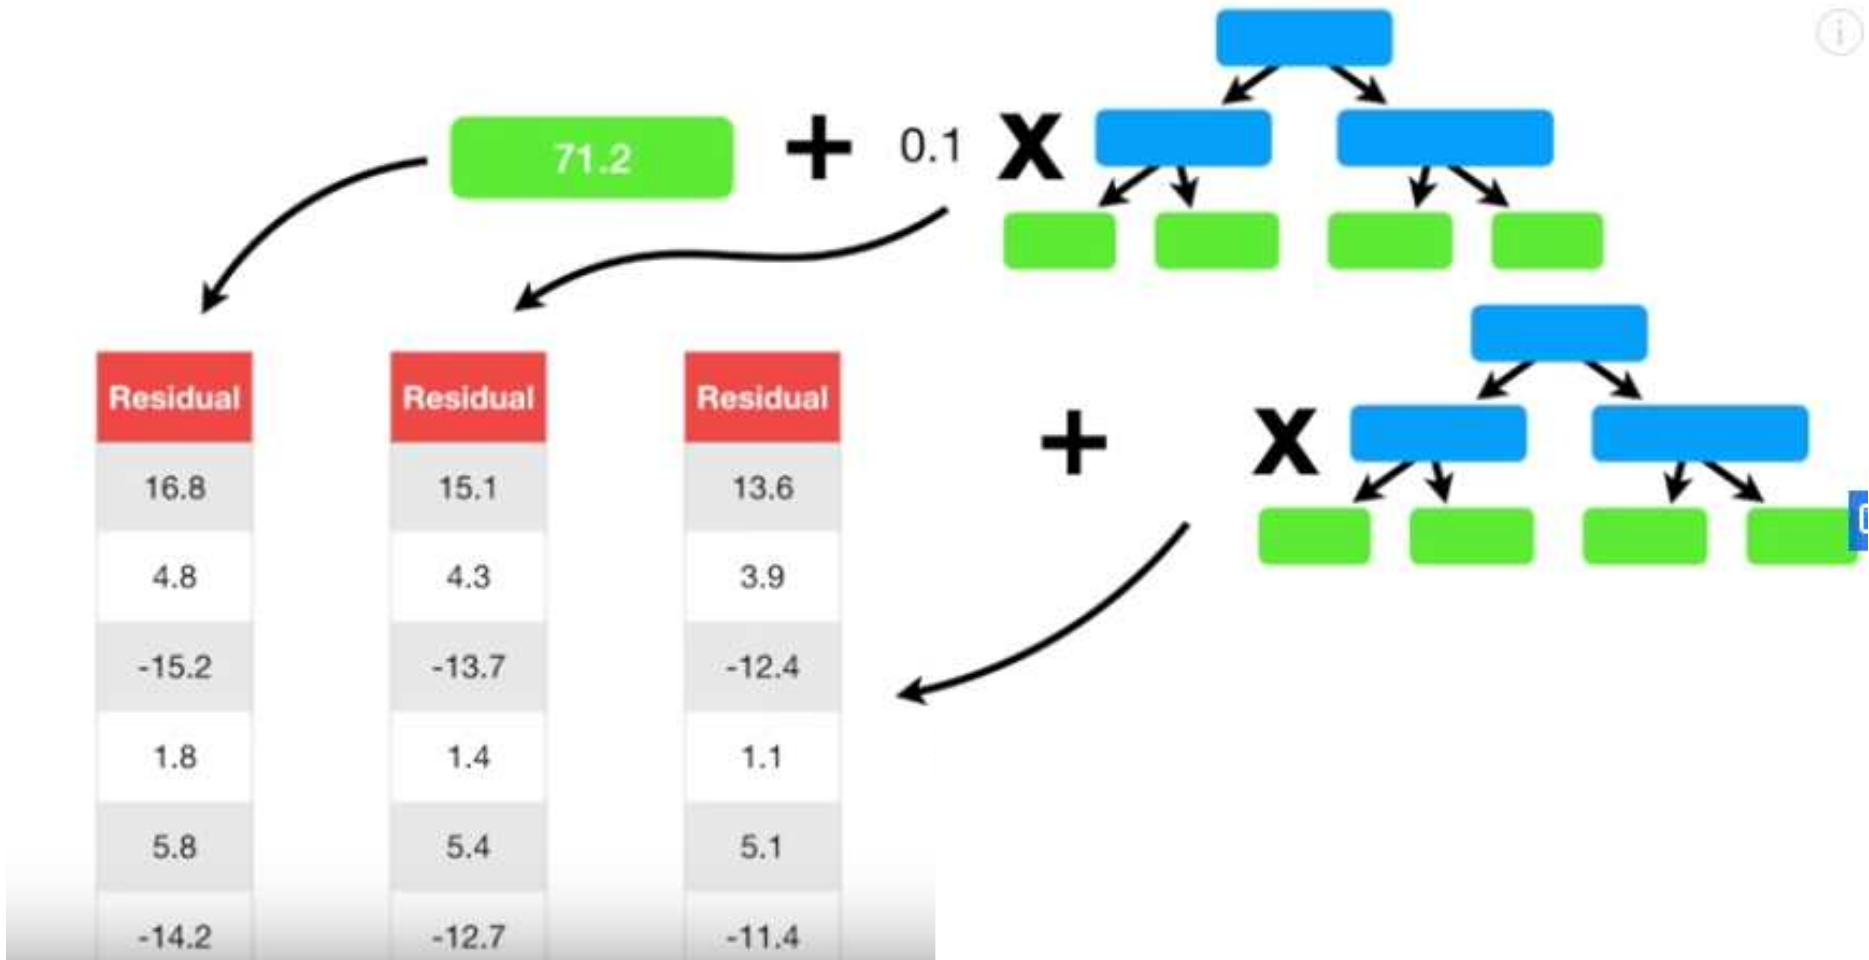 71.2 + 0.1 X
+ X
Residual Residual Residual
16.8 15.1 13.6
4.8 4.3 3.9
-15.2 -13.7 -12.4
1.8 1.4 1.1
5.8 5.4 5.1
-14.2 -12.7 -11.4